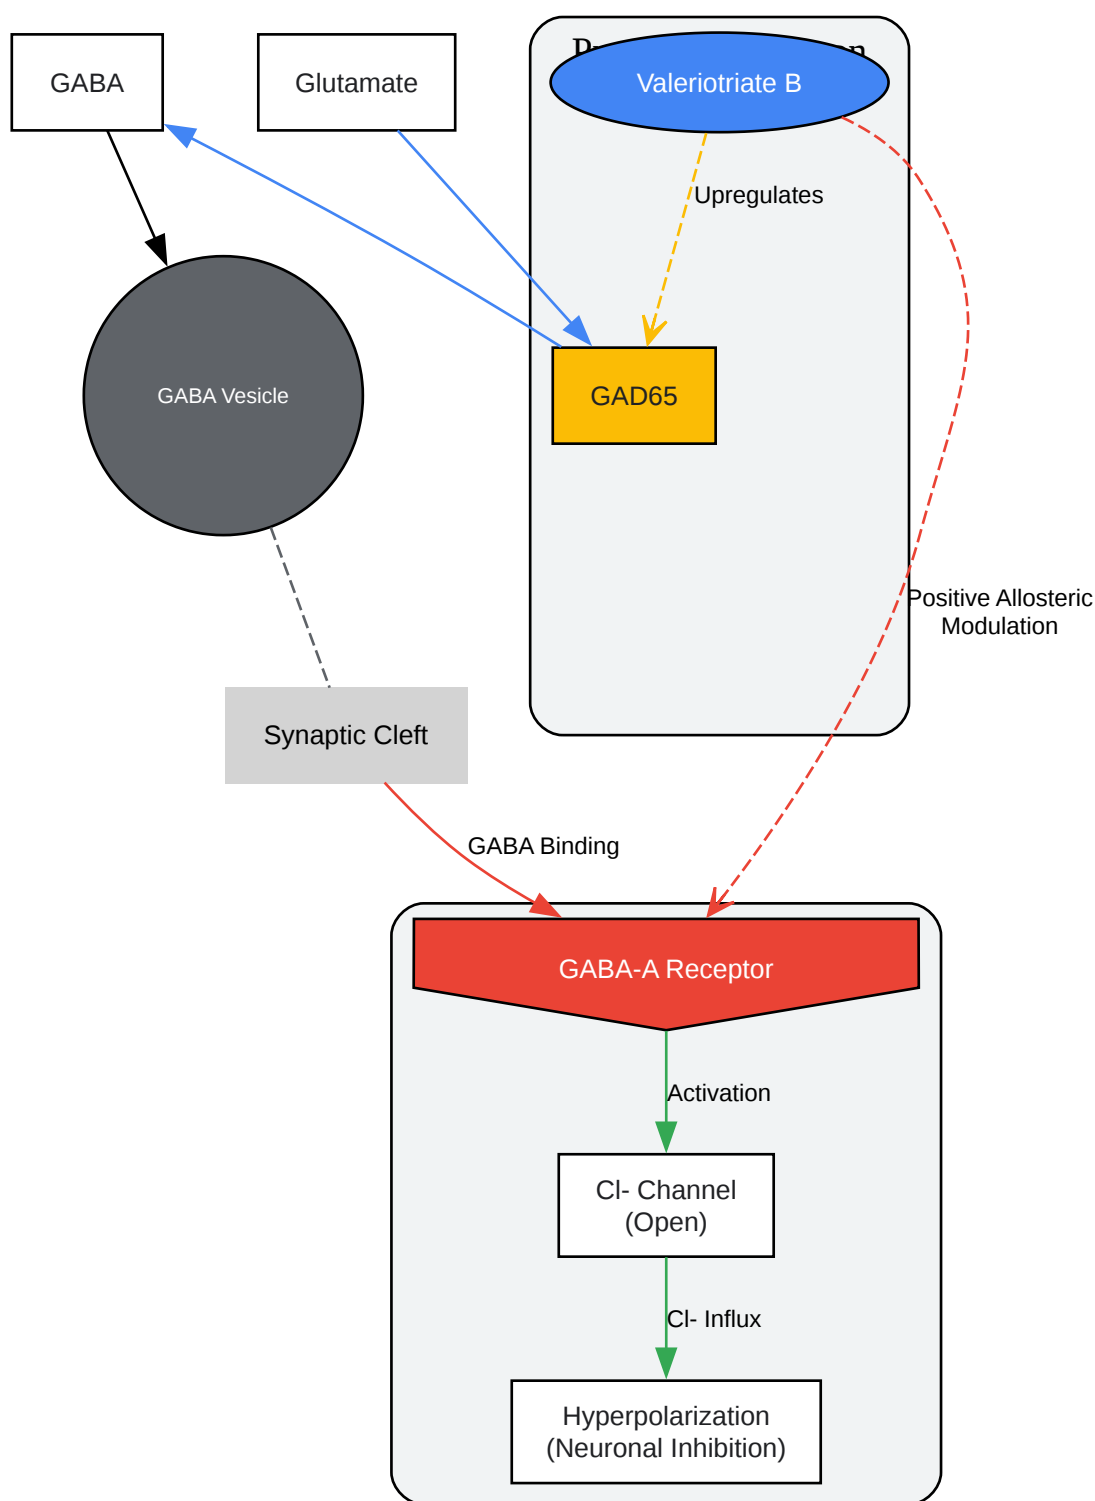 GABA
Glutamate
Valeriotriate B
Upregulates
GABA Vesicle
GAD65
Positive Allosteric
Modulation
Synaptic Cleft
GABA Binding
GABA-A Receptor
Activation
Cl- Channel
(Open)
Cl- Influx
Hyperpolarization
(Neuronal Inhibition)